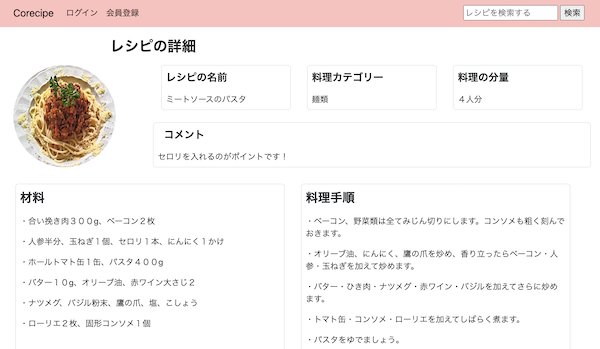 Corecipe ログイン 会員登録 レシピを検索する 検索
レシピの詳細
レシピの名前
ミートソースのパスタ
料理カテゴリー
麺類
料理の分量
４人分
コメント
セロリを入れるのがポイントです！
材料
・合い挽き肉３００g、ベーコン２枚
・人参半分、玉ねぎ１個、セロリ１本、にんにく１かけ
・ホールトマト缶１缶、パスタ４００g
・バター１０g、オリーブ油、赤ワイン大さじ２
・ナツメグ、バジル粉末、鷹の爪、塩、こしょう
・ローリエ２枚、固形コンソメ１個
料理手順
・ベーコン、野菜類は全てみじん切りにします。コンソメも粗く刻んで
おきます。
・オリーブ油、にんにく、鷹の爪を炒め、香り立ったらベーコン・人
参・玉ねぎを加えて炒めます。
・バター・ひき肉・ナツメグ・赤ワイン・バジルを加えてさらに炒め
ます。
・トマト缶・コンソメ・ローリエを加えてしばらく煮ます。
・パスタをゆでましょう。